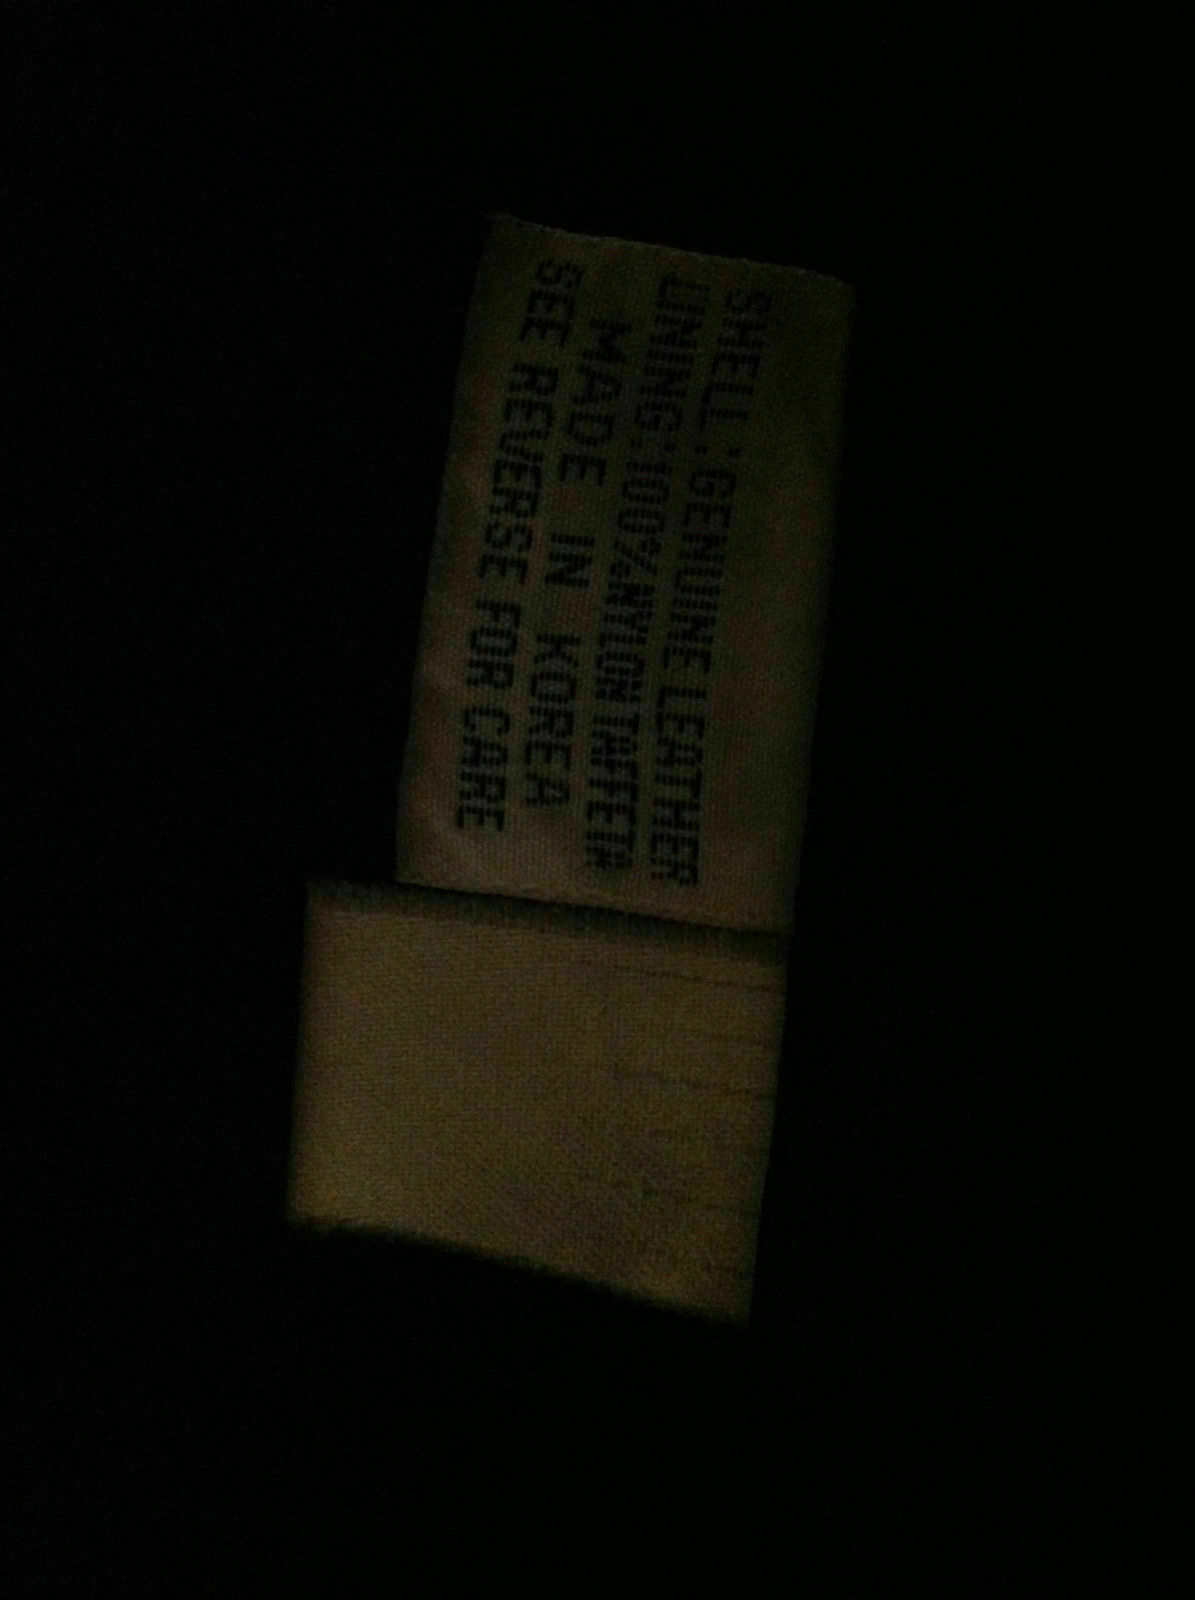 SHELL: GENUINE LEATHER
LINING:100%NYLON TAFFETA
MADE IN KOREA
SEE REVERSE FOR CARE